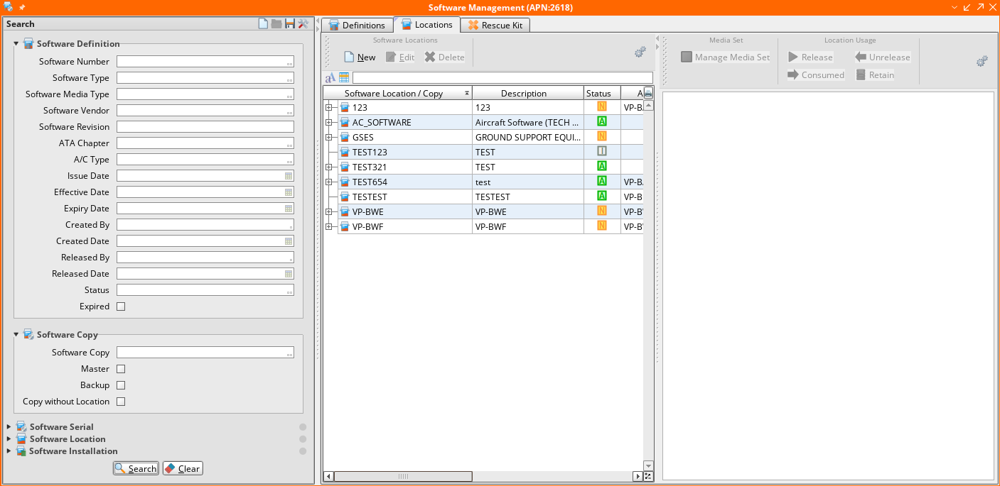 Software Management (APN:2618)
Search
Software Definition
Software Number
Software Type
Software Media Type
Software Vendor
Software Revision
ATA Chapter
A/C Type
Issue Date
Effective Date
Expiry Date
Created By
Created Date
Released By
Released Date
Status
Expired
Software Copy
Software Copy
Master
Backup
Copy without Location
Software Serial
Software Location
Software Installation
Search Clear
Definitions Locations Rescue Kit
Software Locations
New Edit Delete
Software Location / Copy Description Status A
123 123 N VP-B
AC_SOFTWARE Aircraft Software (TECH ... A
GSES GROUND SUPPORT EQUI... N
TEST123 TEST I
TEST321 TEST A
TEST654 test A VP-B
TESTEST TESTEST A VP-B
VP-BWE VP-BWE N VP-B
VP-BWF VP-BWF N VP-B
Media Set Location Usage
Manage Media Set Release Unrelease
Consumed Retain